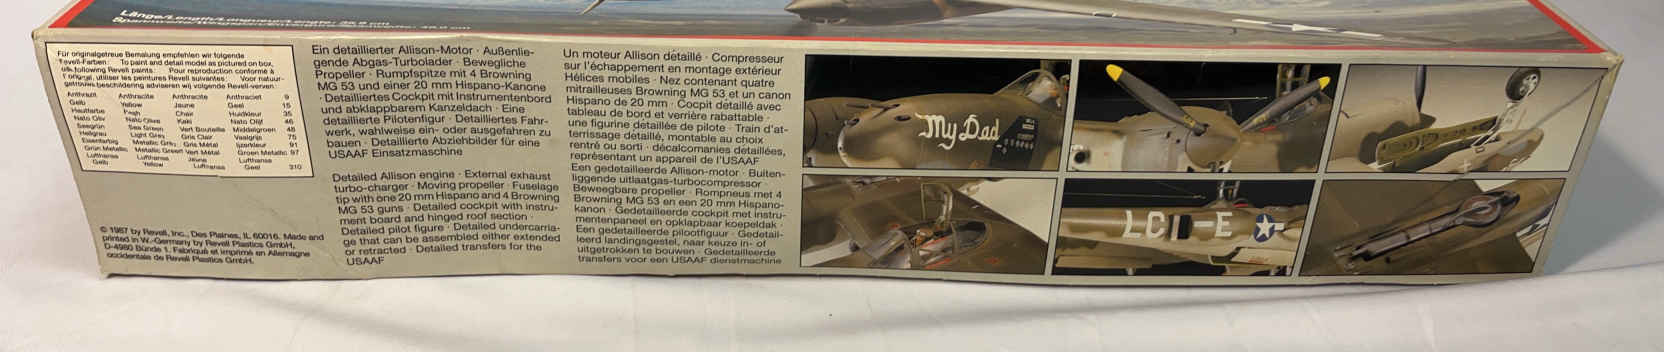 Länge/Length/Longueur/Lengte:
Für originalgetreue Bemalung empfehlen wir folgende
Revell-Farben: To paint and detail model as pictured on box,
use following Revell paints: Pour reproduction conforme à
l'original, utiliser les peintures Revell suivantes: Voor natuur-
getrouwe beschildering adviseren wij volgende Revell-verven:
Anthrazit Anthracite Anthracite Anthraciet 9
Gelb Yellow Jaune Geel 15
Hautfarbe Flesh Chair Huidkleur 35
Nato Oliv Nato Olive Kaki Nato Olijf 46
Seegrün Sea Green Vert Bouteille Middelgroen 48
Hellgrau Light Grey Gris Clair Vaalgrijs 75
Eisenfarbig Metallic Grey Gris Métal Ijzerkleur 91
Grün Metallic Metallic Green Vert Métal Groen Metallic 97
Lufthansa Lufthansa Jaune Lufthansa
Gelb Yellow Lufthansa Geel 310
© 1987 by Revell, Inc., Des Plaines, IL 60016. Made and
printed in W.-Germany by Revell Plastics GmbH,
D-4980 Bünde 1. Fabriqué et imprimé en Allemagne
occidentale de Revell Plastics GmbH.
Ein detaillierter Allison-Motor · Außenlie-
gende Abgas-Turbolader · Bewegliche
Propeller · Rumpfspitze mit 4 Browning
MG 53 und einer 20 mm Hispano-Kanone
· Detailliertes Cockpit mit Instrumentenbord
und abklappbarem Kanzeldach · Eine
detaillierte Pilotenfigur · Detailliertes Fahr-
werk, wahlweise ein- oder ausgefahren zu
bauen · Detaillierte Abziehbilder für eine
USAAF Einsatzmaschine
Detailed Allison engine · External exhaust
turbo-charger · Moving propeller · Fuselage
tip with one 20 mm Hispano and 4 Browning
MG 53 guns · Detailed cockpit with instru-
ment board and hinged roof section ·
Detailed pilot figure · Detailed undercarria-
ge that can be assembled either extended
or retracted · Detailed transfers for the
USAAF
Un moteur Allison détaillé · Compresseur
sur l'échappement en montage extérieur
Hélices mobiles · Nez contenant quatre
mitrailleuses Browning MG 53 et un canon
Hispano de 20 mm · Cocpit détaillé avec
tableau de bord et verrière rabattable ·
une figurine détaillée de pilote · Train d'at-
terrissage détaillé, montable au choix
rentré ou sorti · décalcomanies détaillées,
représentant un appareil de l'USAAF
Een gedetailleerde Allison-motor · Buiten-
liggende uitlaatgas-turbocompressor ·
Beweegbare propeller · Rompneus met 4
Browning MG 53 en een 20 mm Hispano-
kanon · Gedetailleerde cockpit met instru-
mentenpaneel en opklapbaar koepeldak ·
Een gedetailleerde pilootfiguur · Gedetail-
leerd landingsgestel, naar keuze in- of
uitgetrokken te bouwen · Gedetailleerde
transfers voor een USAAF dienstmachine
My Dad
LC -E